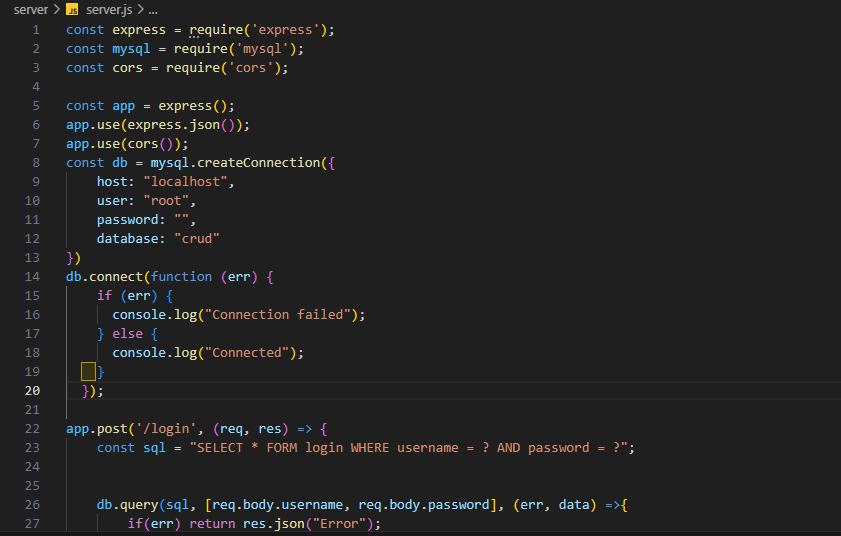 server > JS server.js > ...
1 const express = require('express');
2 const mysql = require('mysql');
3 const cors = require('cors');
4
5 const app = express();
6 app.use(express.json());
7 app.use(cors());
8 const db = mysql.createConnection({
9     host: "localhost",
10     user: "root",
11     password: "",
12     database: "crud"
13 })
14 db.connect(function (err) {
15     if (err) {
16       console.log("Connection failed");
17     } else {
18       console.log("Connected");
19     }
20   });
21
22 app.post('/login', (req, res) => {
23     const sql = "SELECT * FORM login WHERE username = ? AND password = ?";
24
25
26     db.query(sql, [req.body.username, req.body.password], (err, data) =>{
27         if(err) return res.json("Error");